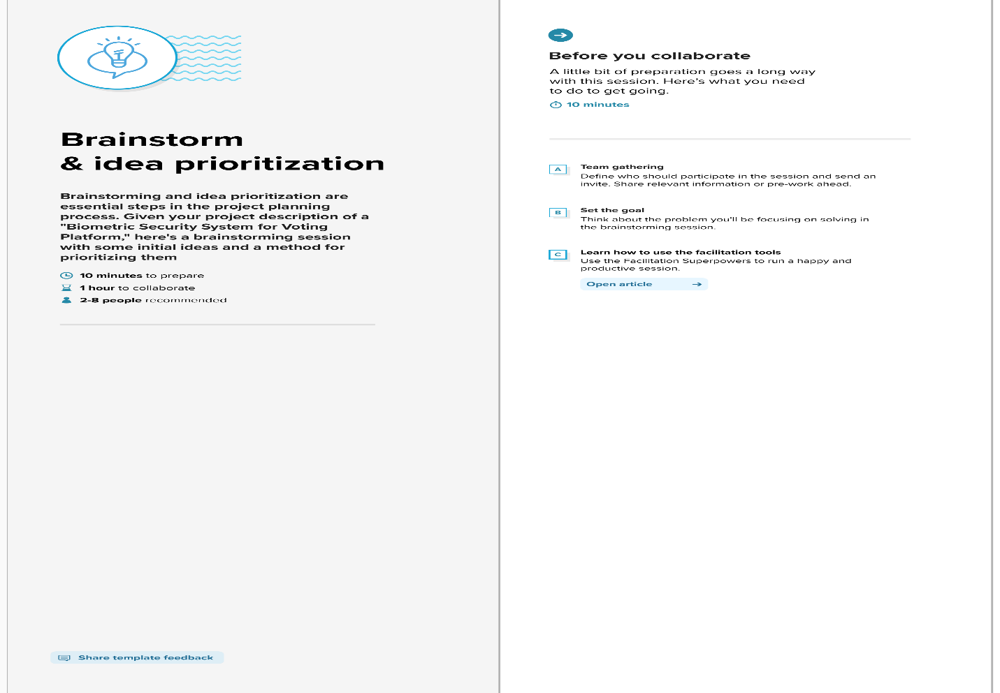 Brainstorm
& idea prioritization
Brainstorming and idea prioritization are
essential steps in the project planning
process. Given your project description of a
"Biometric Security System for Voting
Platform," here's a brainstorming session
with some initial ideas and a method for
prioritizing them
10 minutes to prepare
1 hour to collaborate
2-8 people recommended
Share template feedback
Before you collaborate
A little bit of preparation goes a long way
with this session. Here's what you need
to do to get going.
10 minutes
A
Team gathering
Define who should participate in the session and send an
invite. Share relevant information or pre-work ahead.
B
Set the goal
Think about the problem you'll be focusing on solving in
the brainstorming session.
C
Learn how to use the facilitation tools
Use the Facilitation Superpowers to run a happy and
productive session.
Open article